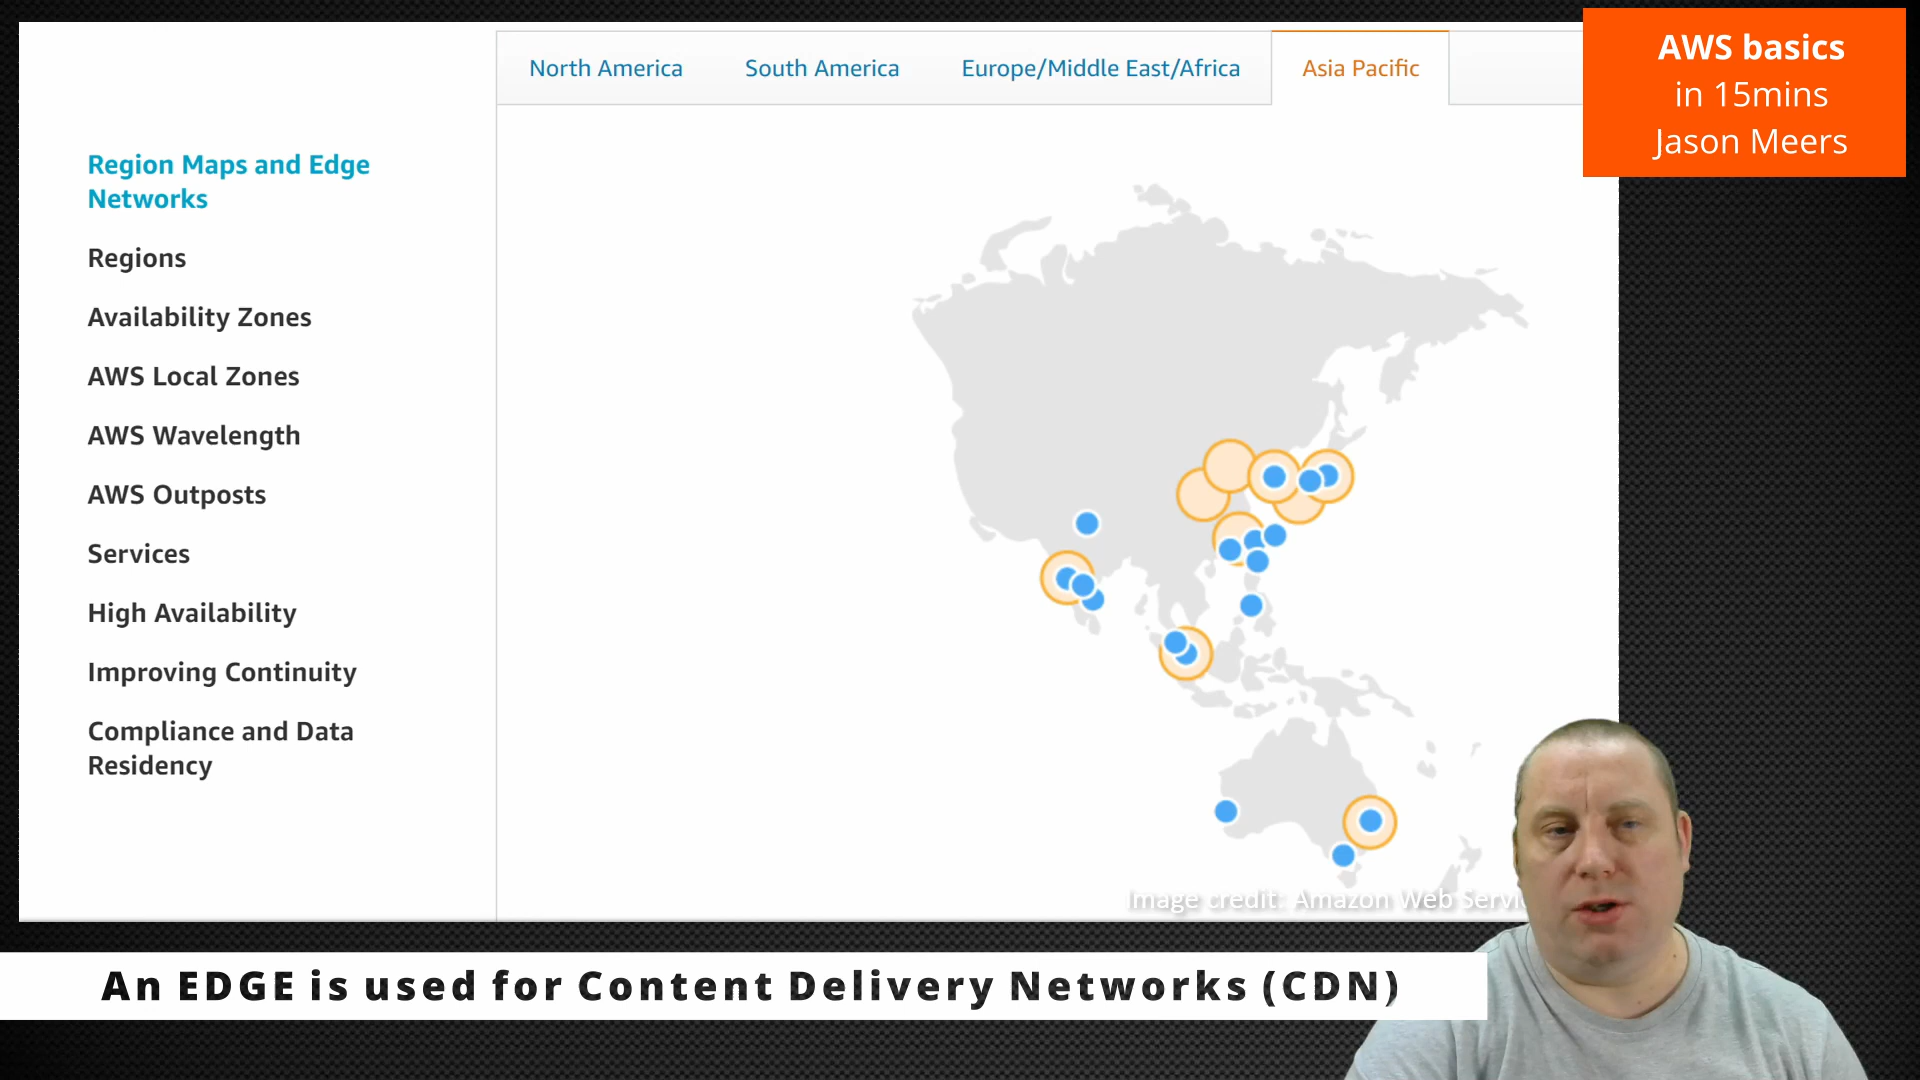 North America
South America
Europe/Middle East/Africa
Asia Pacific
AWS basics
in 15mins
Jason Meers
Region Maps and Edge
Networks
Regions
Availability Zones
AWS Local Zones
AWS Wavelength
AWS Outposts
Services
High Availability
Improving Continuity
Compliance and Data
Residency
Image credit: Amazon Web
An EDGE is used for Content Delivery Networks (CDN)